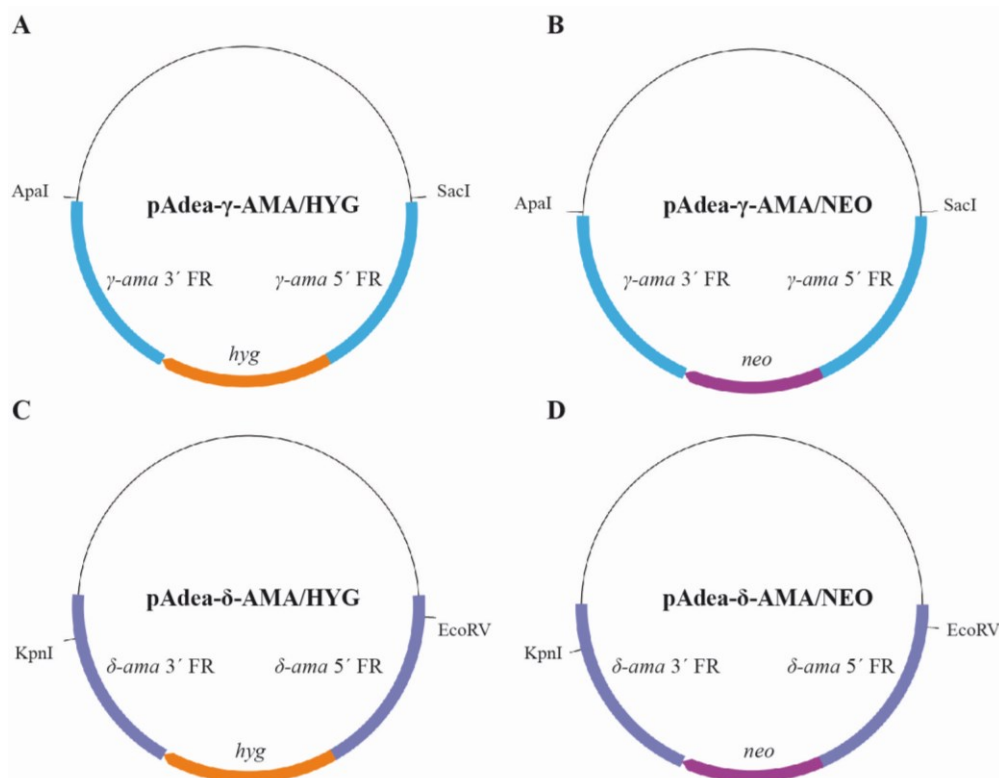 A
ApaI
SacI
pAdea-γ-AMA/HYG
γ-ama 3´ FR
γ-ama 5´ FR
hyg
B
ApaI
SacI
pAdea-γ-AMA/NEO
γ-ama 3´ FR
γ-ama 5´ FR
neo
C
pAdea-δ-AMA/HYG
EcoRV
KpnI
δ-ama 3´ FR
δ-ama 5´ FR
hyg
D
pAdea-δ-AMA/NEO
EcoRV
KpnI
δ-ama 3´ FR
δ-ama 5´ FR
neo